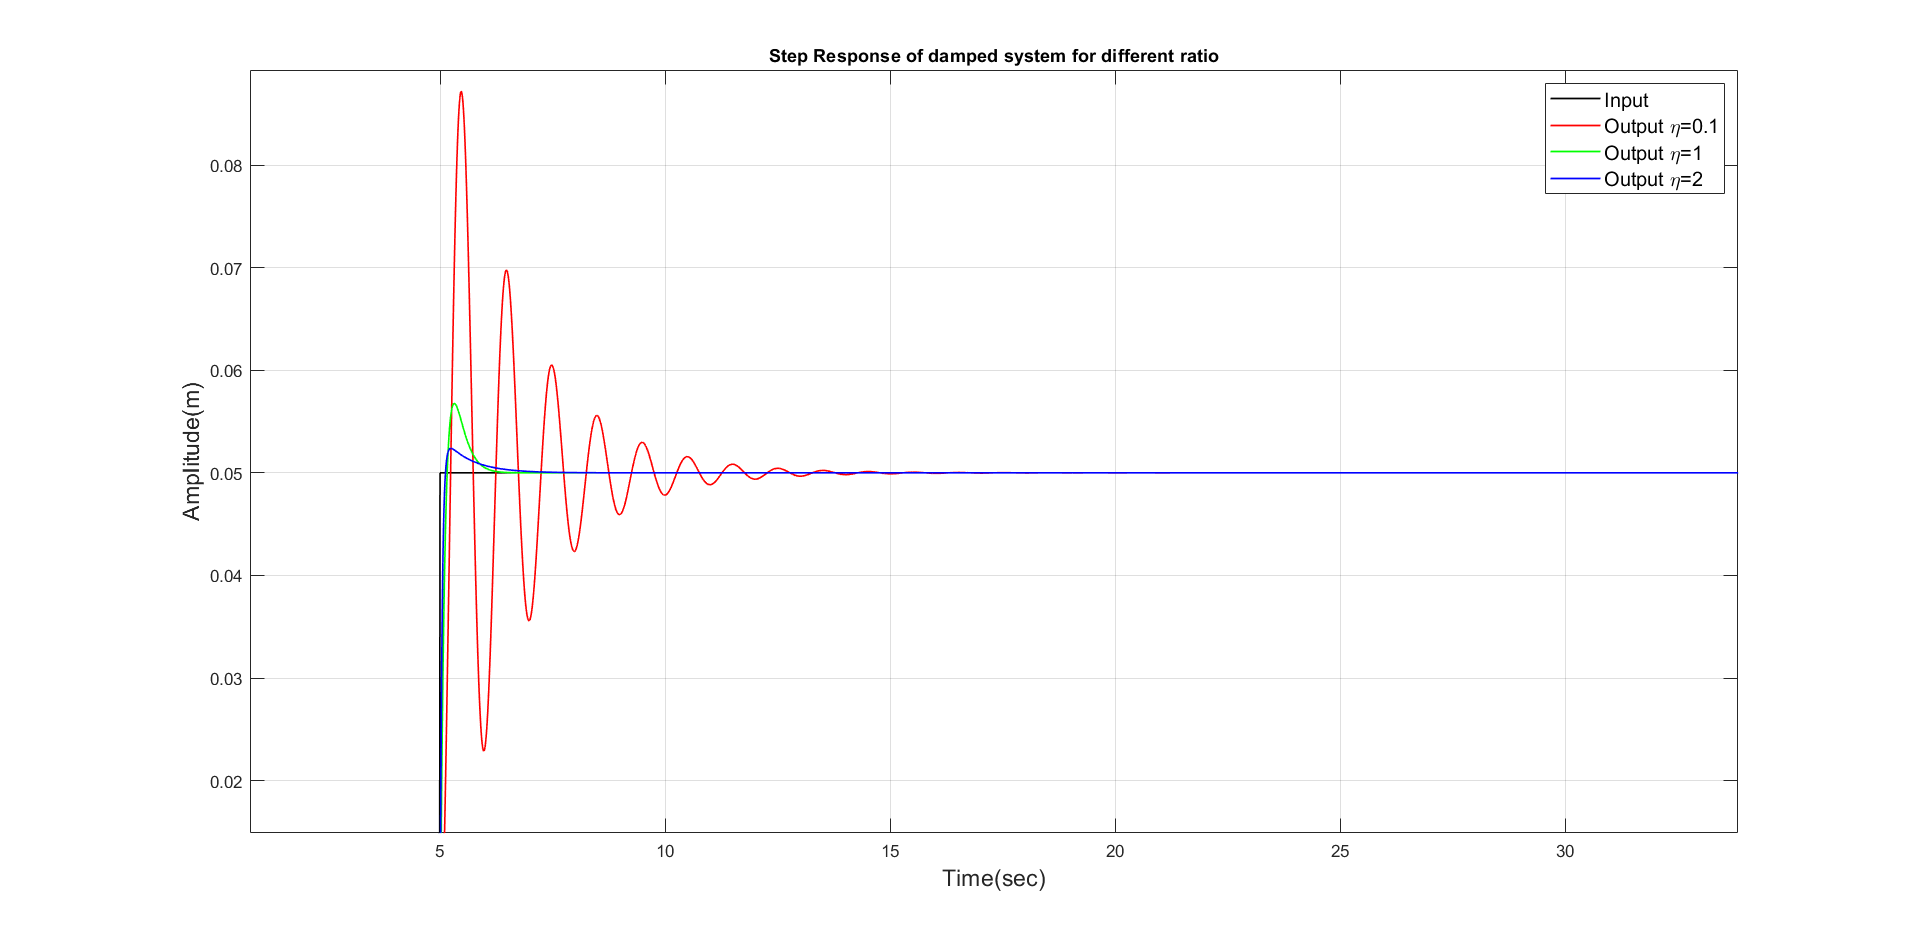 Step Response of damped system for different ratio
Input
Output η=0.1
Output η=1
Output η=2
Amplitude(m)
0.08
0.07
0.06
0.05
0.04
0.03
0.02
5 10 15 20 25 30
Time(sec)